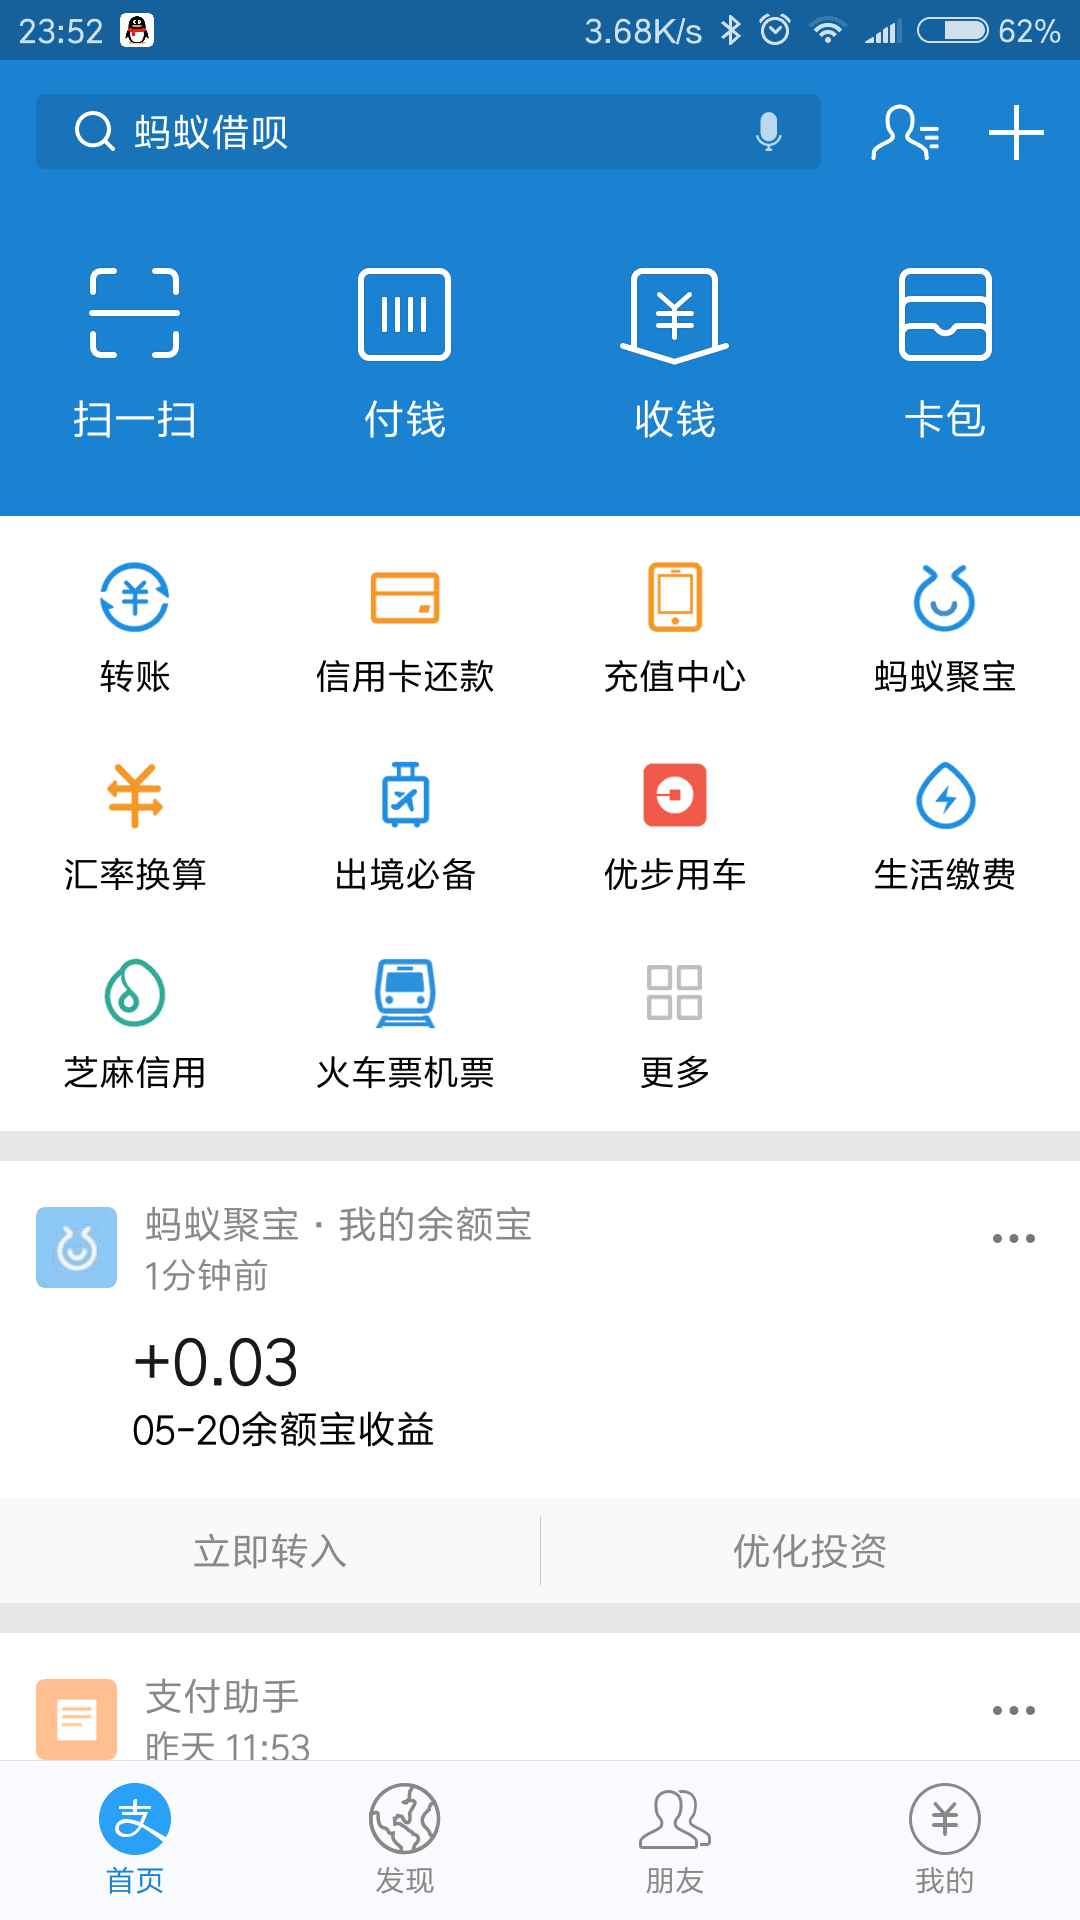 23:52 3.68K/s 62%
蚂蚁借呗
扫一扫 付钱 收钱 卡包
转账 信用卡还款 充值中心 蚂蚁聚宝
汇率换算 出境必备 优步用车 生活缴费
芝麻信用 火车票机票 更多
蚂蚁聚宝·我的余额宝
1分钟前
+0.03
05-20余额宝收益
立即转入 优化投资
支付助手
昨天 11:53
首页 发现 朋友 我的